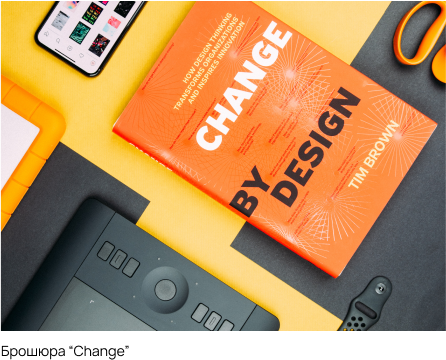 HOW DESIGN THINKING
TRANSFORMS ORGANIZATIONS
AND INSPIRES INNOVATION
CHANGE
BY
DESIGN
TIM BROWN
Брошюра “Change”